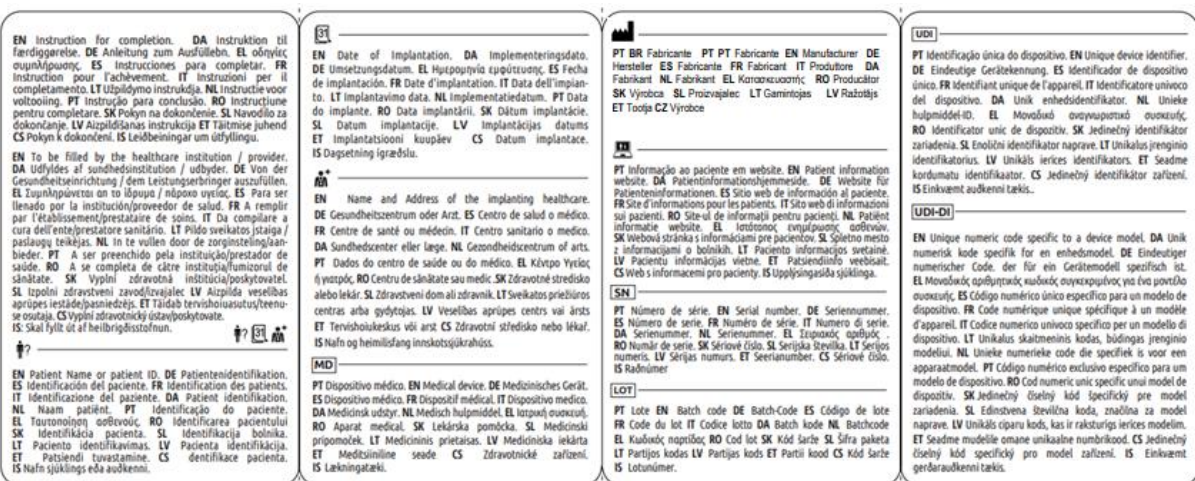 EN Instruction for completion. DA Instruktion til
færdiggørelse. DE Anleitung zum Ausfüllebn. EL οδηγίες
συμπλήρωσης. ES Instrucciones para completar. FR
Instruction pour l'achèvement. IT Instruzioni per il
completamento. LT Užpildymo instrukdja. NL Instructie voor
voltooiing. PT Instrução para conclusão. RO Instrucțiune
pentru completare. SK Pokyn na dokončenie. SL Navodilo za
dokončanje. LV Aizpildīšanas instrukcija ET Täitmise juhend
CS Pokyn k dokončení. IS Leiðbeiningar um útfyllingu.
EN To be filled by the healthcare institution / provider.
DA Udfyldes af sundhedsinstitution / udbyder. DE Von der
Gesundheitseinrichtung / dem Leistungserbringer auszufüllen.
EL Συμπληρώνεται απ το ίδρυμα / πάροχο υγείας. ES Para ser
llenado por la institución/proveedor de salud. FR A remplir
par l'établissement/prestataire de soins. IT Da compilare a
cura dell'ente/prestatore sanitário. LT Pildo sveikatos įstaiga /
paslaugų teikėjas. NL In te vullen door de zorginsteling/aan-
bieder. PT A ser preenchido pela instituição/prestador de
saúde. RO A se completa de către instituția/fumizorul de
sănătate. SK Vyplní zdravotná inštitúcia/poskytovateľ.
SL Izpolni zdravstveni zavod/izvajalec LV Aizpilda veselības
aprūpes iestāde/pasniedzējs. ET Täidab tervishoiuasutus/teenu-
se osutaja. CS Vyplní zdravotnický ústav/poskytovate.
IS: Skal fyllt út af heilbrigðisstofnun.
? 31
?
EN Patient Name or patient ID. DE Patientenidentifikation.
ES Identificación del paciente. FR Identification des patients.
IT Identificazione del paziente. DA Patient identifikation.
NL Naam patiënt. PT Identificação do paciente.
EL Ταυτοποίηση ασθενούς. RO Identificarea pacientului
SK Identifikácia pacienta. SL Identifikacija bolnika.
LT Paciento identifikavimas. LV Pacienta identifikācija.
ET Patsiendi tuvastamine. CS dentifikace pacienta.
IS Nafn sjúklings eða auðkenni.
31
EN Date of Implantation. DA Implementeringsdato.
DE Umsetzungsdatum. EL Ημερομηνία εμφύτευσης. ES Fecha
de implantación. FR Date d'implantation. IT Data dell'impian-
to. LT Implantavimo data. NL Implementatiedatum. PT Data
do implante. RO Data implantării. SK Dátum implantácie.
SL Datum implantacije. LV Implantācijas datums
ET Implantatsiooni kuupäev CS Datum implantace.
IS Dagsetning ígræðslu.
EN Name and Address of the implanting healthcare.
DE Gesundheitszentrum oder Arzt. ES Centro de salud o médico.
FR Centre de santé ou médecin. IT Centro sanitario o medico.
DA Sundhedscenter eller læge. NL Gezondheidscentrum of arts.
PT Dados do centro de saúde ou do médico. EL Κέντρο Υγείας
ή γιατρός. RO Centru de sănătate sau medic .SK Zdravotné stredisko
alebo lekár. SL Zdravstveni dom ali zdravnik. LT Sveikatos priežiūros
centras arba gydytojas. LV Veselības aprūpes centrs vai ārsts
ET Tervishoiukeskus või arst CS Zdravotní středisko nebo lékař.
IS Nafn og heimilisfang innskotssjúkrahúss.
MD
PT Dispositivo médico. EN Medical device. DE Medizinisches Gerät.
ES Dispositivo médico. FR Dispositif médical. IT Dispositivo medico.
DA Medicinsk udstyr. NL Medisch hulpmiddel. EL Ιατρική συσκευή.
RO Aparat medical. SK Lekárska pomôcka. SL Medicinski
pripomoček. LT Medicininis prietaisas. LV Medicīniska iekārta
ET Meditsiiniline seade CS Zdravotnické zařízení.
IS Lækningatæki.
PT BR Fabricante PT PT Fabricante EN Manufacturer DE
Hersteller ES Fabricante FR Fabricant IT Produttore DA
Fabrikant NL Fabrikant EL Κατασκευαστής RO Producător
SK Výrobca SL Proizvajalec LT Gamintojas LV Ražotājs
ET Tootja CZ Výrobce
PT Informação ao paciente em website. EN Patient information
website. DA Patientinformationshjemmeside. DE Website für
Patienteninformationen. ES Sitio web de información al paciente.
FR Site d'informations pour les patients. IT Sito web di informazioni
sui pazienti. RO Site-ul de informații pentru pacienți. NL Patiënt
informatie website. EL Ιστότοπος ενημέρωσης ασθενών.
SK Webová stránka s informáciami pre pacientov. SL Spletno mesto
z informacijami o bolnikih. LT Paciento informacijos svetainė.
LV Pacientu informācijas vietne. ET Patsiendiinfo veebisait.
CS Web s informacemi pro pacienty. IS Upplýsingasíða sjúklinga.
SN
PT Número de série. EN Serial number. DE Seriennummer.
ES Número de serie. FR Numéro de série. IT Numero di serie.
DA Serienummer. NL Serienummer. EL Σειριακός αριθμός .
RO Număr de serie. SK Sériové číslo. SL Serijska številka. LT Serijos
numeris. LV Sērijas numurs. ET Seerianumber. CS Sériové číslo.
IS Raðnúmer
LOT
PT Lote EN Batch code DE Batch-Code ES Código de lote
FR Code du lot IT Codice lotto DA Batch kode NL Batchcode
EL Κωδικός παρτίδας RO Cod lot SK Kód šarže SL Šifra paketa
LT Partijos kodas LV Partijas kods ET Partii kood CS Kód šarže
IS Lotunúmer.
UDI
PT Identificação única do dispositivo. EN Unique device identifier.
DE Eindeutige Gerätekennung. ES Identificador de dispositivo
único. FR Identifiant unique de l'appareil. IT Identificatore univoco
del dispositivo. DA Unik enhedsidentifikator. NL Unieke
hulpmiddel-ID. EL Μοναδικό αναγνωριστικό συσκευής.
RO Identificator unic de dispozitiv. SK Jedinečný identifikátor
zariadenia. SL Enolični identifikator naprave. LT Unikalus įrenginio
identifikatorius. LV Unikāls ierīces identifikators. ET Seadme
kordumatu identifikaator. CS Jedinečný identifikátor zařízení.
IS Einkvæmt auðkenni tækis..
UDI-DI
EN Unique numeric code specific to a device model. DA Unik
numerisk kode specifik for en enhedsmodel. DE Eindeutiger
numerischer Code. der für ein Gerätemodell spezifisch ist.
EL Μοναδικός αριθμητικός κωδικός συγκεκριμένος για ένα μοντέλο
συσκευής. ES Código numérico único específico para un modelo de
dispositivo. FR Code numérique unique spécifique à un modèle
d'appareil. IT Codice numerico univoco specifico per un modello di
dispositivo. LT Unikalus skaitmeninis kodas, būdingas įrenginio
modeliui. NL Unieke numerieke code die specifiek is voor een
apparaatmodel. PT Código numérico exclusivo específico para um
modelo de dispositivo. RO Cod numeric unic specific unui model de
dispozitiv. SK Jedinečný číselný kód špecifický pre model
zariadenia. SL Edinstvena številčna koda, značilna za model
naprave. LV Unikāls ciparu kods, kas ir raksturīgs ierīces modelim.
ET Seadme mudelile omane unikaalne numbrikood. CS Jedinečný
číselný kód specifický pro model zařízení. IS Einkvæmt
gerðarauðkenni tækis.